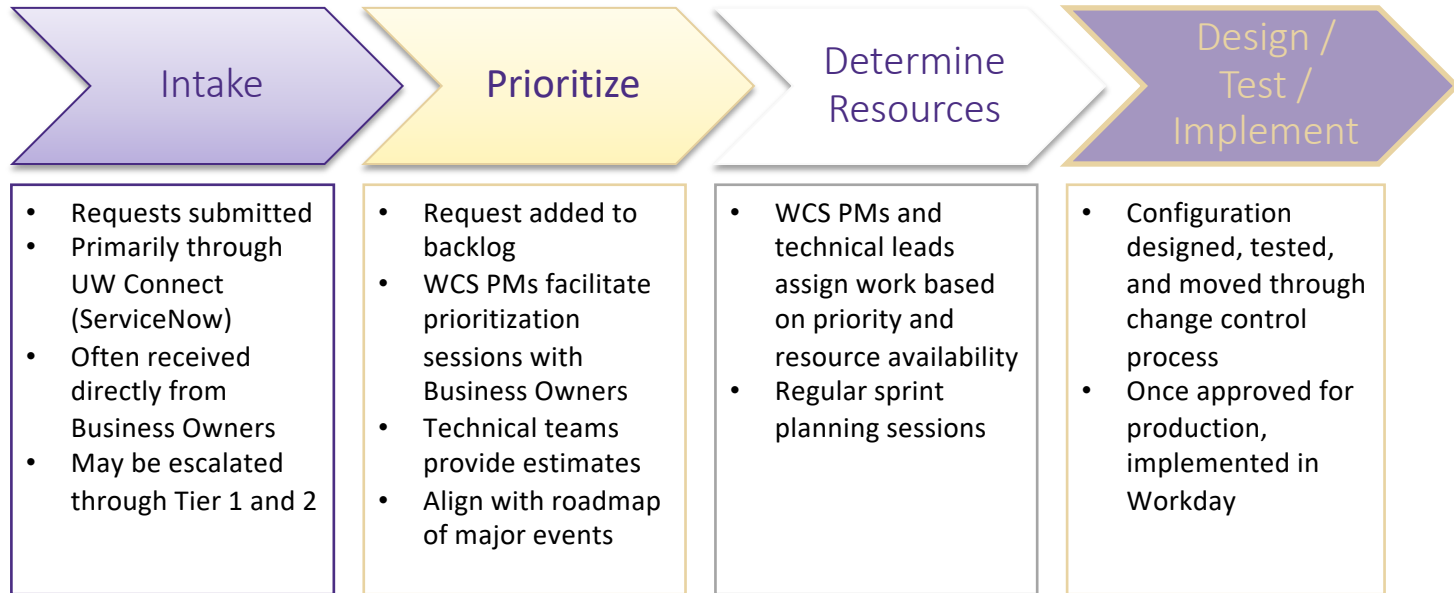 Intake
Prioritize
Determine
Resources
Design /
Test /
Implement
• Requests submitted
• Primarily through
UW Connect
(ServiceNow)
• Often received
directly from
Business Owners
• May be escalated
through Tier 1 and 2
• Request added to
backlog
• WCS PMs facilitate
prioritization
sessions with
Business Owners
• Technical teams
provide estimates
• Align with roadmap
of major events
• WCS PMs and
technical leads
assign work based
on priority and
resource availability
• Regular sprint
planning sessions
• Configuration
designed, tested,
and moved through
change control
process
• Once approved for
production,
implemented in
Workday